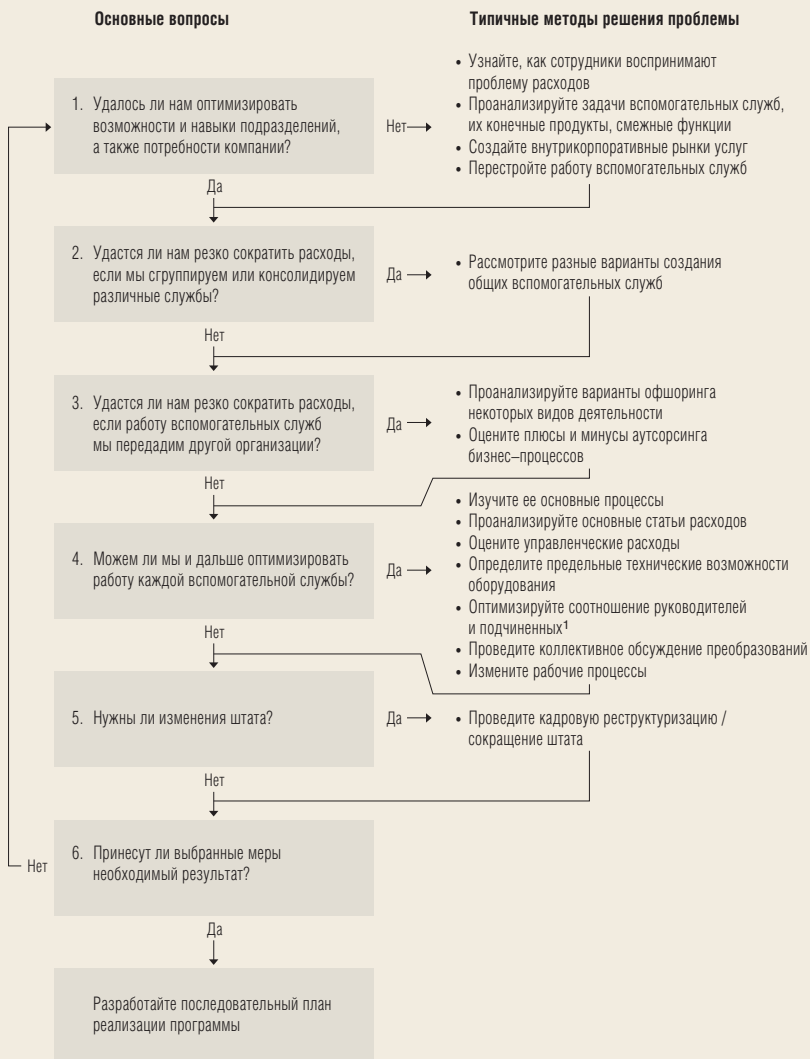 Основные вопросы
Типичные методы решения проблемы
1. Удалось ли нам оптимизировать
возможности и навыки подразделений,
а также потребности компании?
Нет
• Узнайте, как сотрудники воспринимают
проблему расходов
• Проанализируйте задачи вспомогательных служб,
их конечные продукты, смежные функции
• Создайте внутрикорпоративные рынки услуг
• Перестройте работу вспомогательных служб
Да
2. Удастся ли нам резко сократить расходы,
если мы сгруппируем или консолидируем
различные службы?
Да
• Рассмотрите разные варианты создания
общих вспомогательных служб
Нет
3. Удастся ли нам резко сократить расходы,
если работу вспомогательных служб
мы передадим другой организации?
Да
• Проанализируйте варианты офшоринга
некоторых видов деятельности
• Оцените плюсы и минусы аутсорсинга
бизнес–процессов
Нет
4. Можем ли мы и дальше оптимизировать
работу каждой вспомогательной службы?
Да
• Изучите ее основные процессы
• Проанализируйте основные статьи расходов
• Оцените управленческие расходы
• Определите предельные технические возможности
оборудования
• Оптимизируйте соотношение руководителей
и подчиненных1
• Проведите коллективное обсуждение преобразований
• Измените рабочие процессы
Нет
5. Нужны ли изменения штата?
Да
• Проведите кадровую реструктуризацию /
сокращение штата
Нет
6. Принесут ли выбранные меры
необходимый результат?
Нет
Да
Разработайте последовательный план
реализации программы